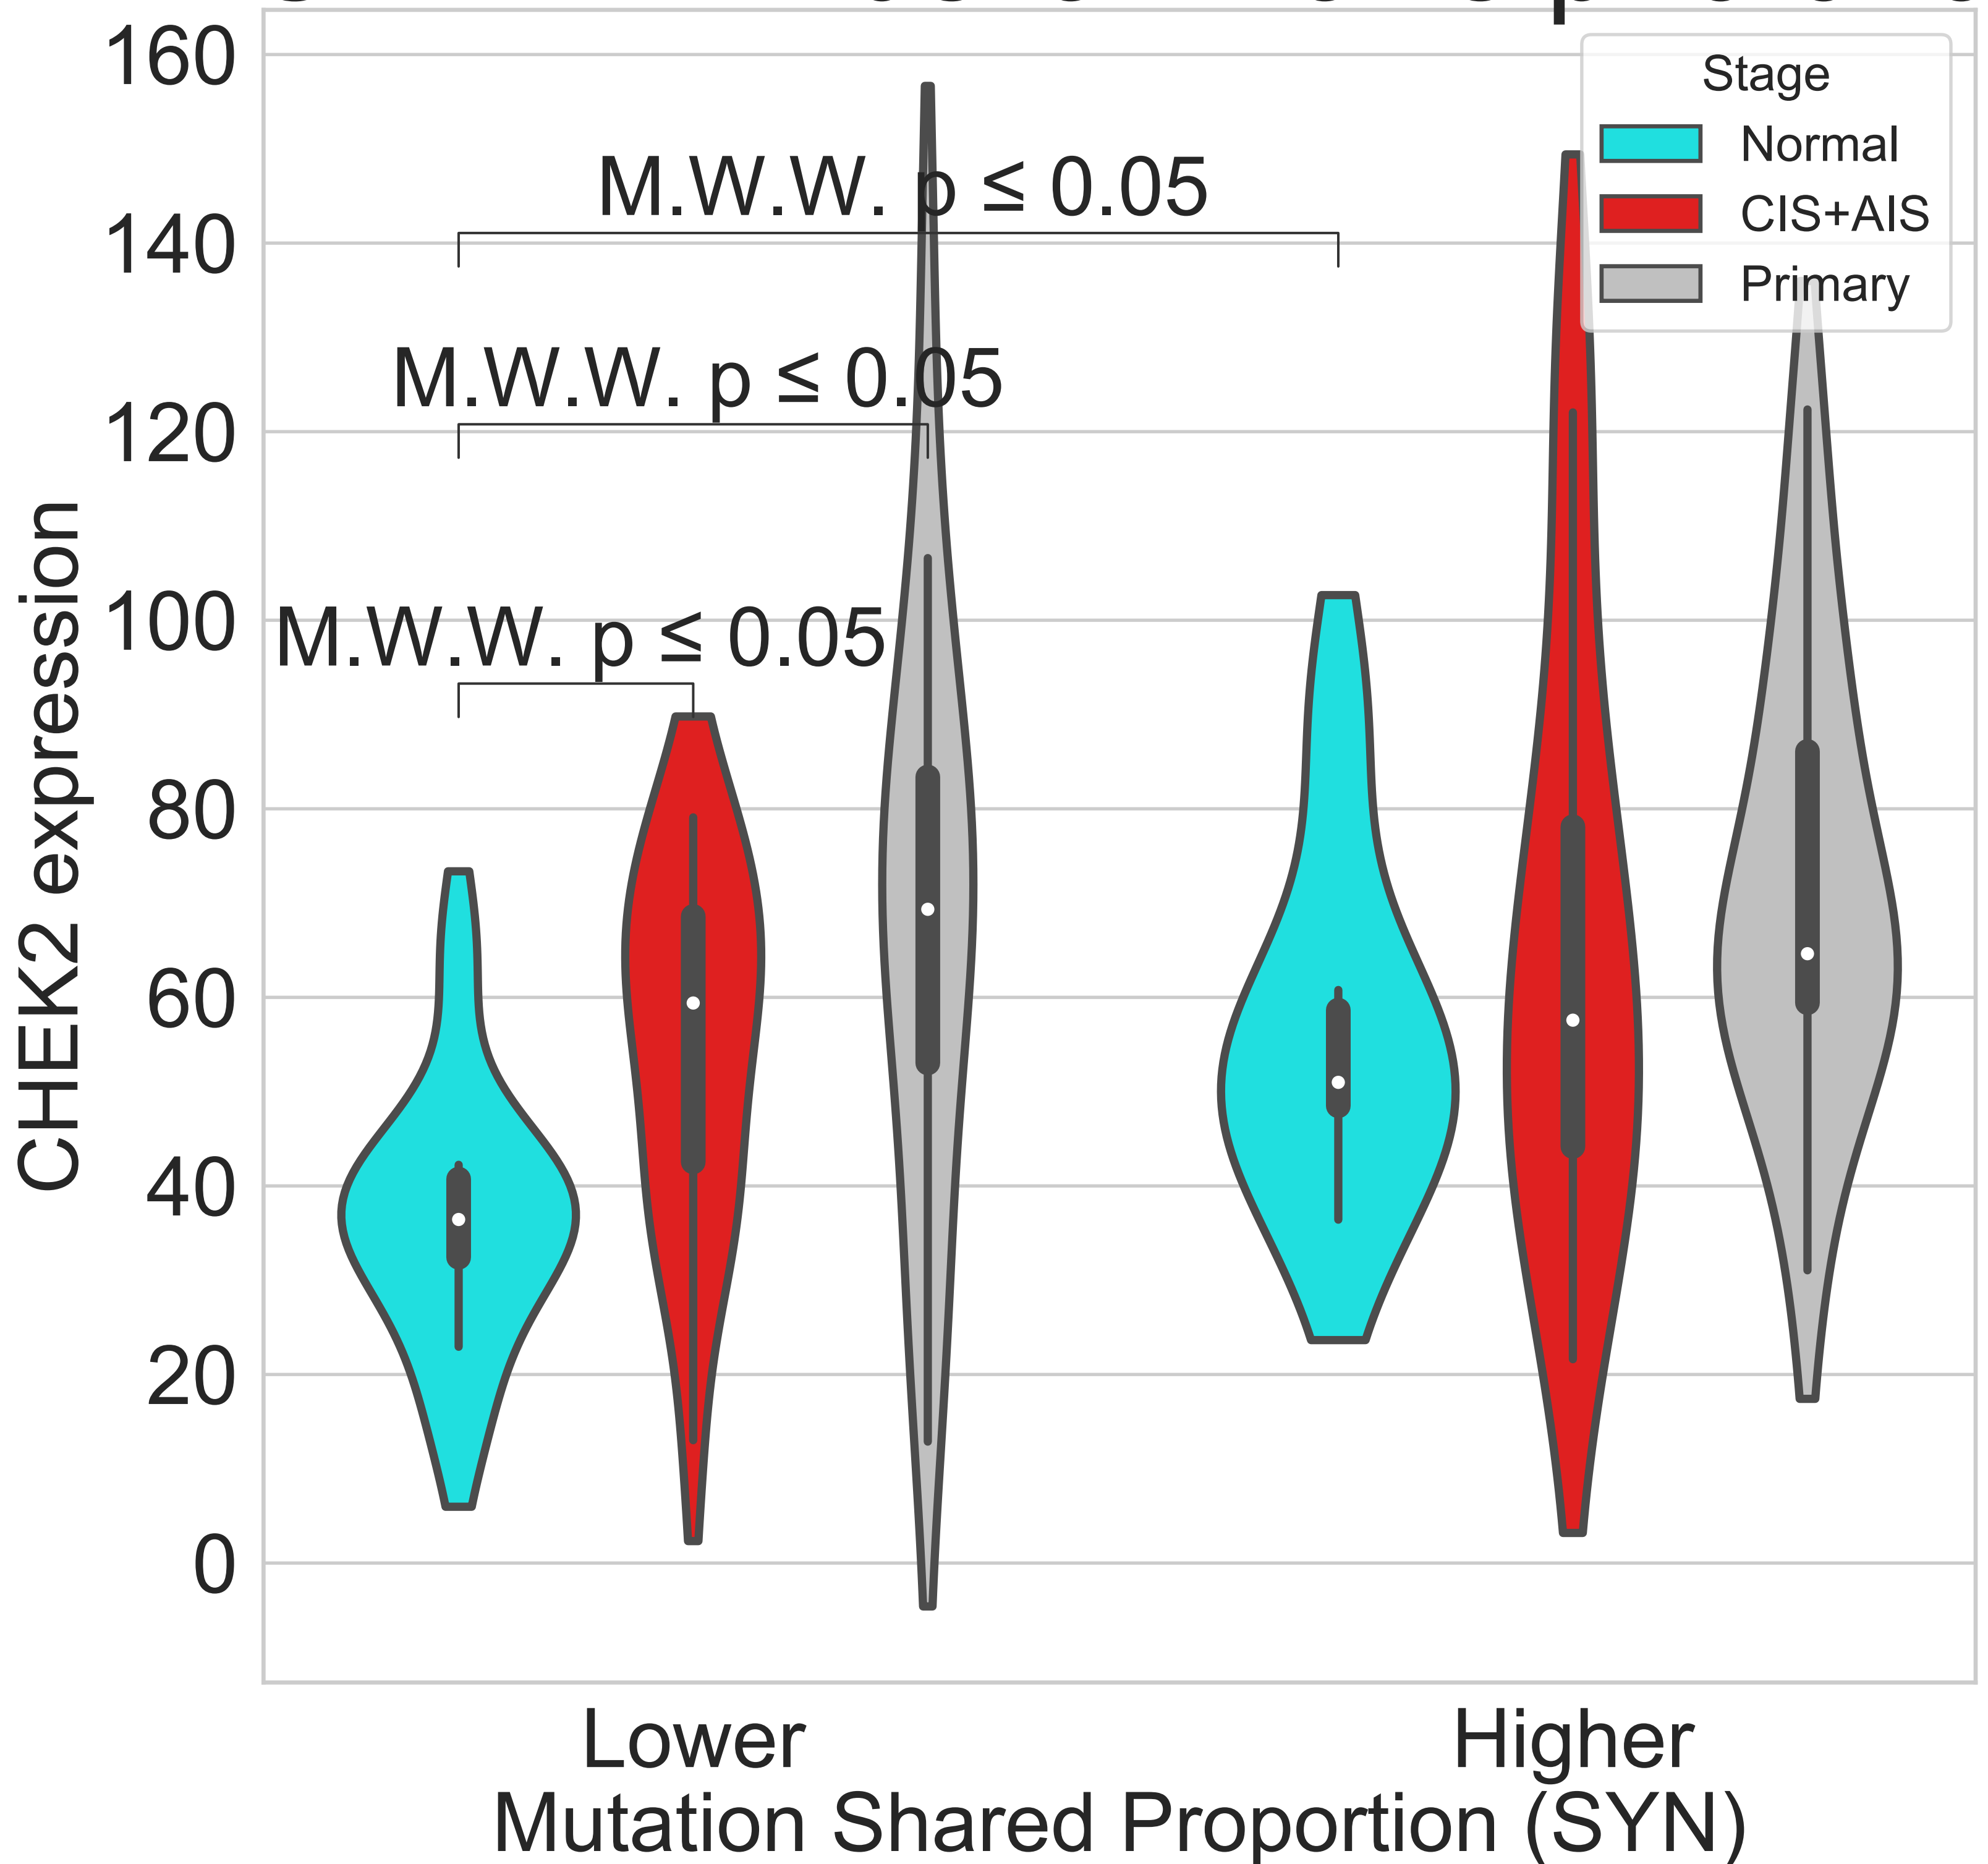 160
140
120
100
80
60
40
20
0
CHEK2 expression
M.W.W. p ≤ 0.05
M.W.W. p ≤ 0.05
M.W.W. p ≤ 0.05
Stage
Normal
CIS+AIS
Primary
Lower
Higher
Mutation Shared Proportion (SYN)